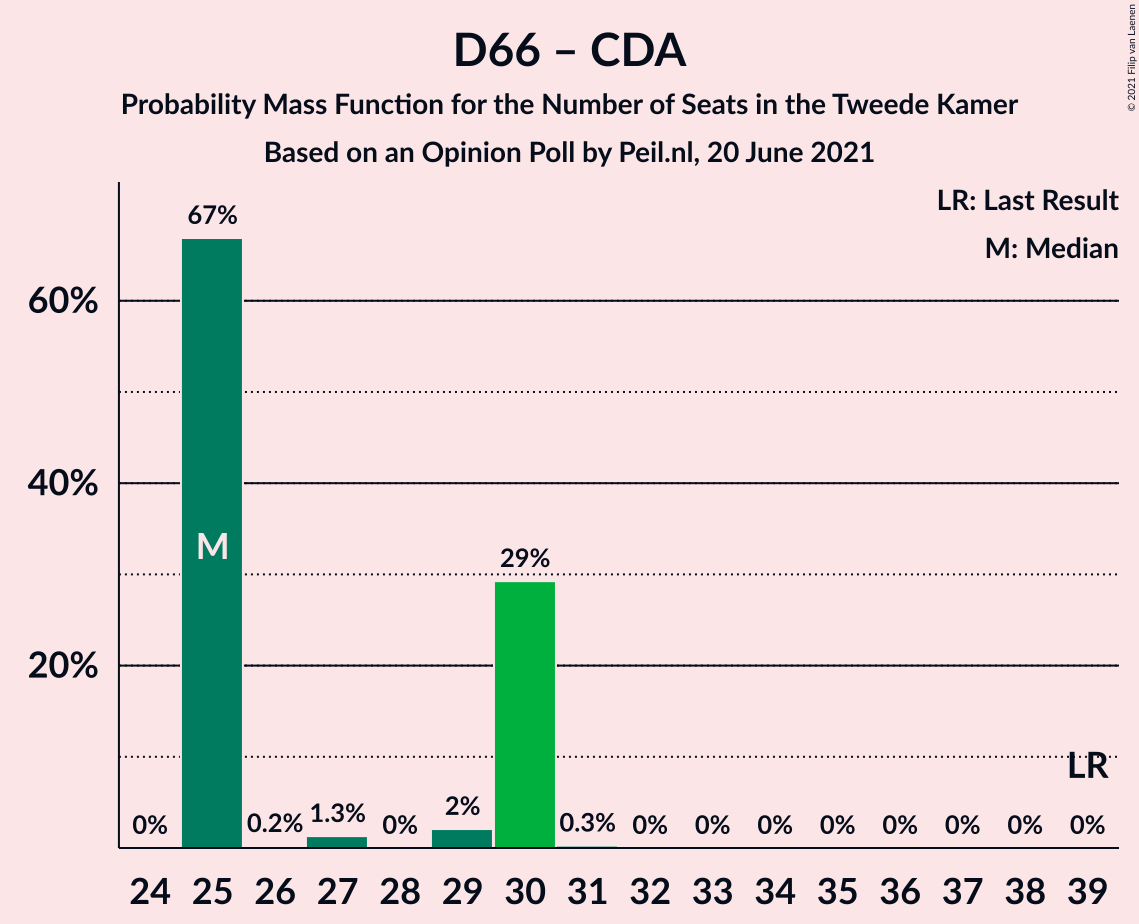 D66 – CDA
Probability Mass Function for the Number of Seats in the Tweede Kamer
Based on an Opinion Poll by Peil.nl, 20 June 2021
© 2021 Filip van Laenen
LR: Last Result
M: Median
60%
40%
20%
67%
M
29%
LR
0%
0.2%
1.3%
0%
2%
0.3%
0%
0%
0%
0%
0%
0%
0%
0%
24 25 26 27 28 29 30 31 32 33 34 35 36 37 38 39